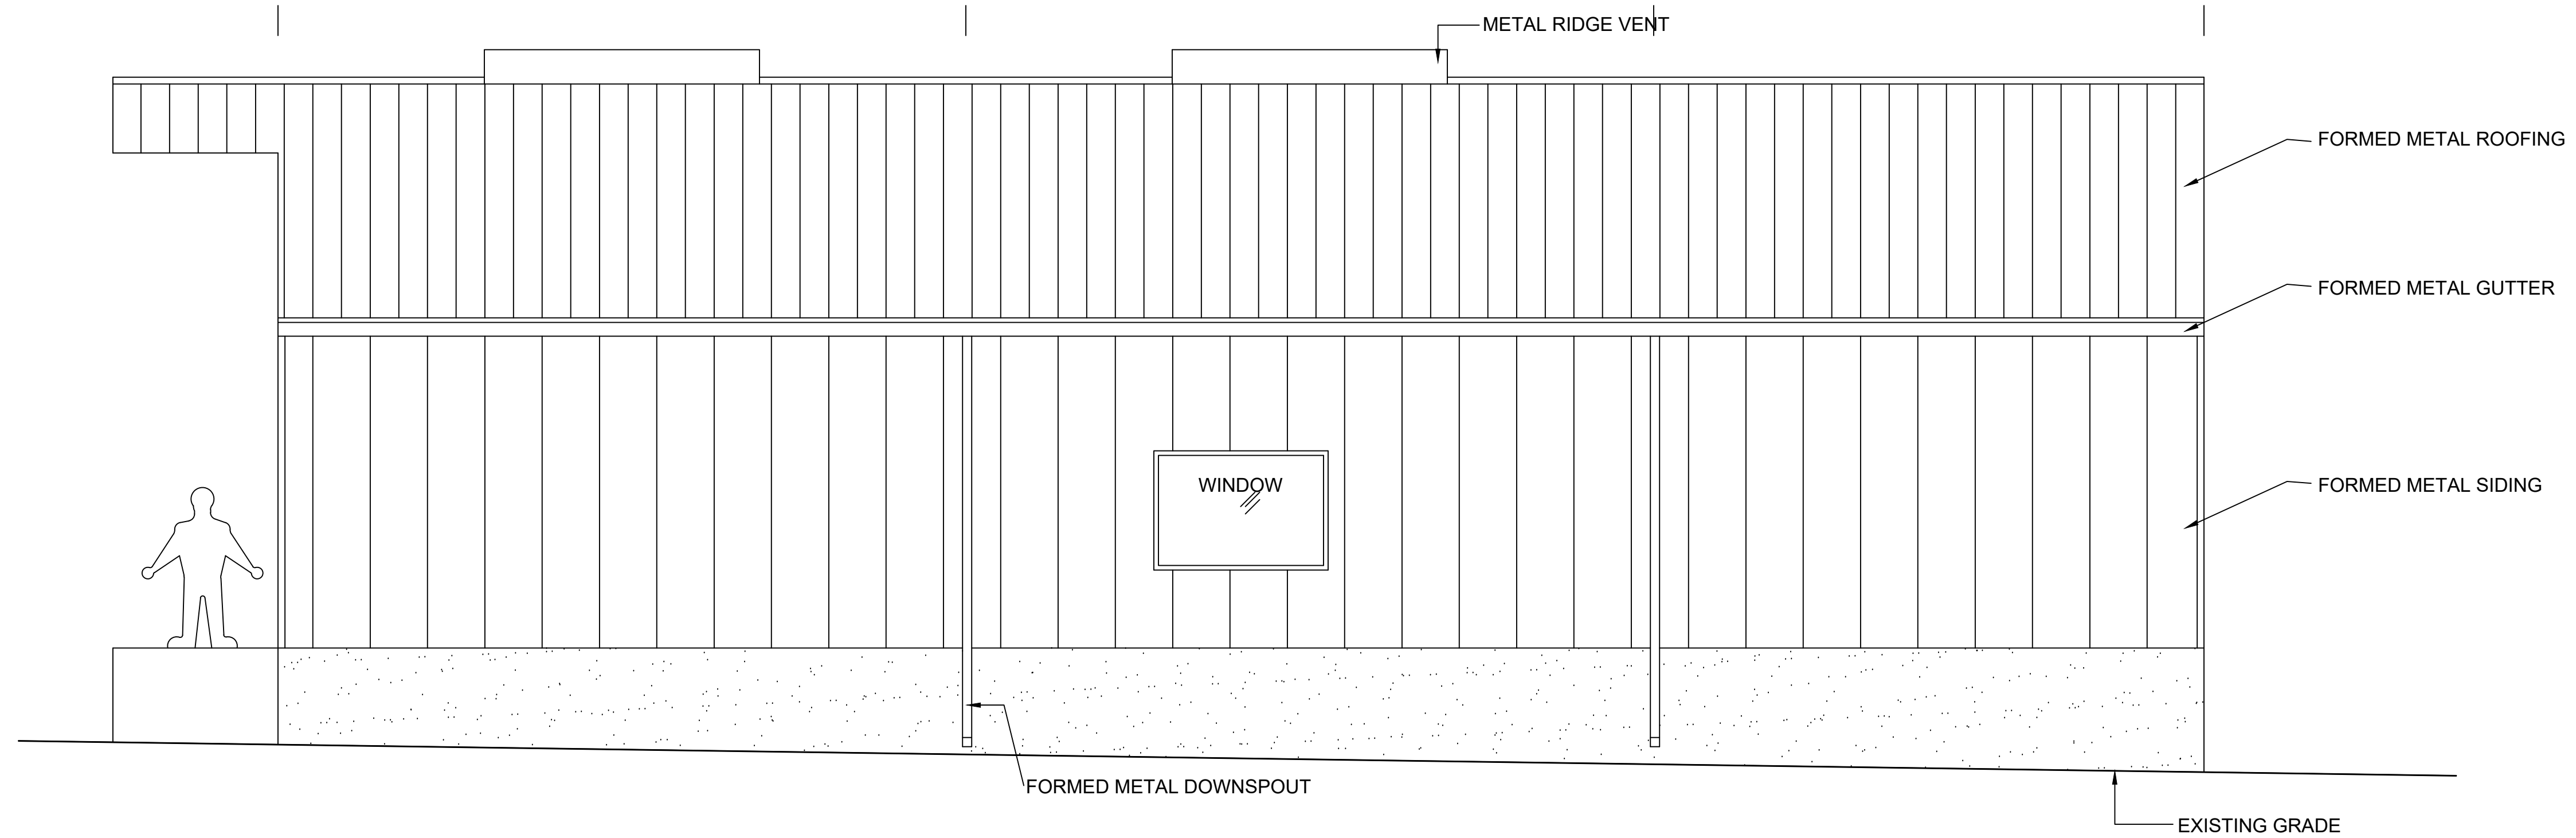 METAL RIDGE VENT
FORMED METAL ROOFING
FORMED METAL GUTTER
WINDOW
FORMED METAL SIDING
FORMED METAL DOWNSPOUT
EXISTING GRADE